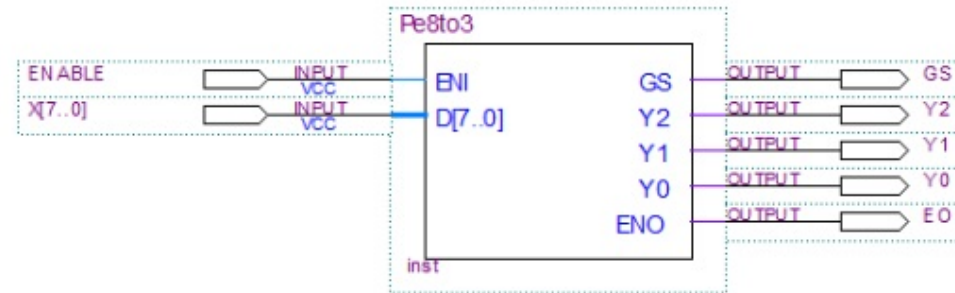 Pe8to3
ENABLE INPUT VCC ENI GS OUTPUT GS
X[7..0] INPUT VCC D[7..0] Y2 OUTPUT Y2
Y1 OUTPUT Y1
Y0 OUTPUT Y0
ENO OUTPUT EO
inst